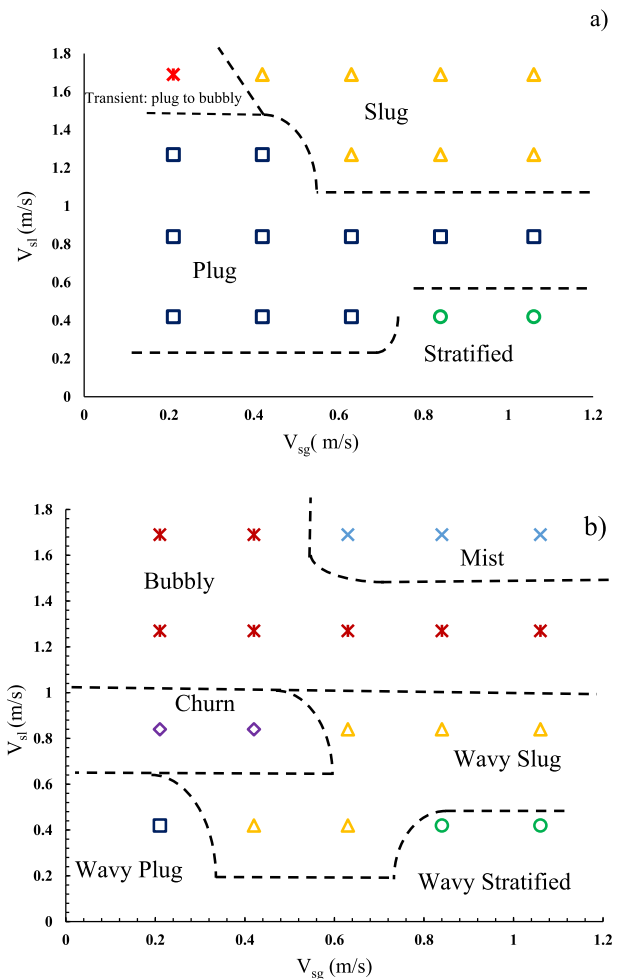 a)
1.8
1.6
Transient: plug to bubbly
Slug
1.4
1.2
1
V_sl (m/s)
0.8
Plug
0.6
0.4
Stratified
0.2
0
0 0.2 0.4 0.6 0.8 1 1.2
V_sg( m/s)
b)
1.8
1.6
Mist
Bubbly
1.4
1.2
1
Churn
V_sl (m/s)
0.8
Wavy Slug
0.6
0.4
Wavy Plug
Wavy Stratified
0.2
0
0 0.2 0.4 0.6 0.8 1 1.2
V_sg (m/s)